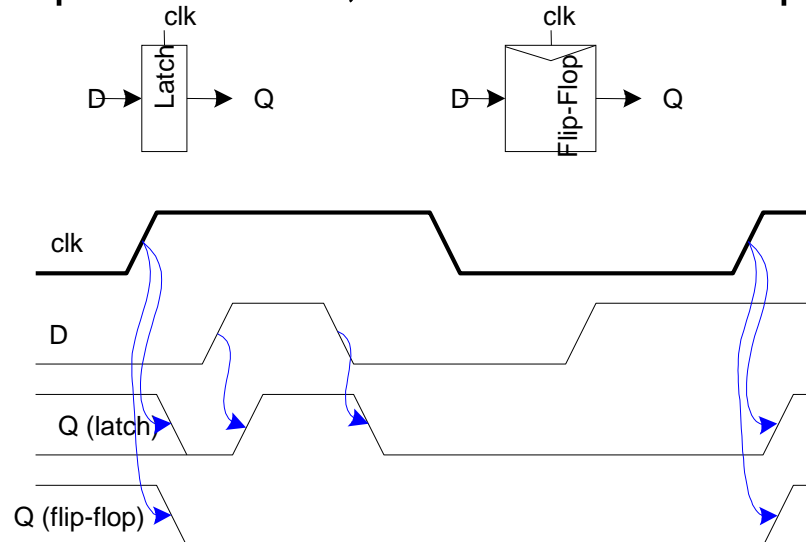 clk
clk
D Latch Q
D Flip-Flop Q
clk
D
Q (latch)
Q (flip-flop)